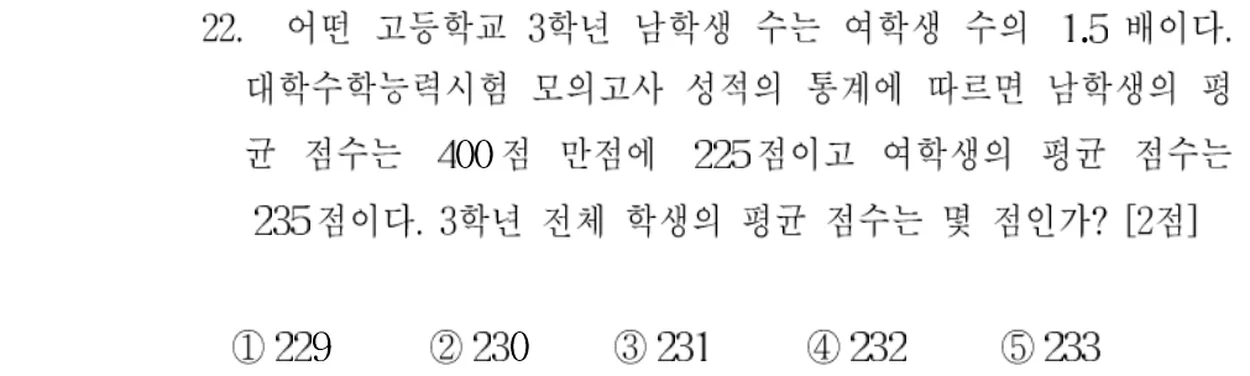 22. 어떤 고등학교 3학년 남학생 수는 여학생 수의 1.5 배이다.
대학수학능력시험 모의고사 성적의 통계에 따르면 남학생의 평
균 점수는 400점 만점에 225점이고 여학생의 평균 점수는
235점이다. 3학년 전체 학생의 평균 점수는 몇 점인가? [2점]
① 229 ② 230 ③ 231 ④ 232 ⑤ 233